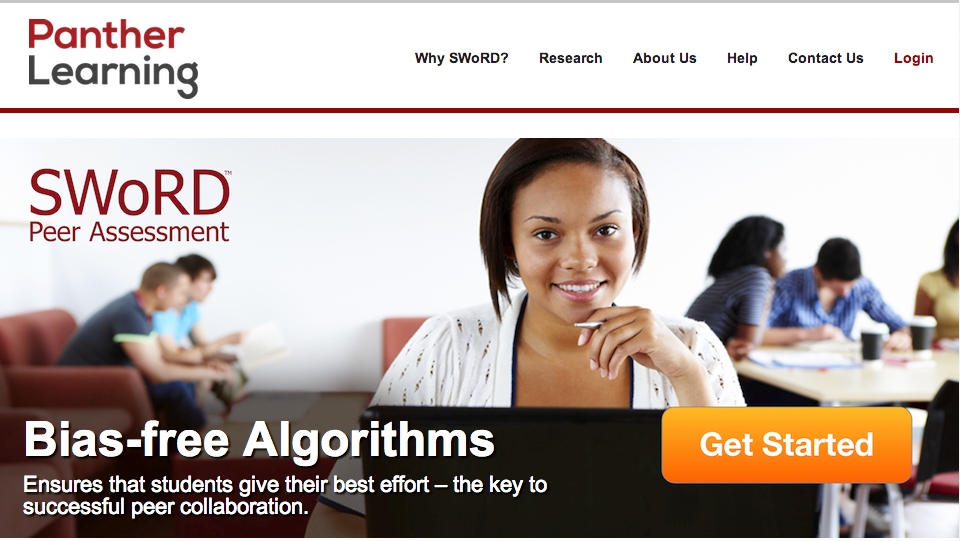 Panther
Learning
Why SWoRD?
Research
About Us
Help
Contact Us
Login
SWoRD™
Peer Assessment
Bias-free Algorithms
Get Started
Ensures that students give their best effort – the key to
successful peer collaboration.